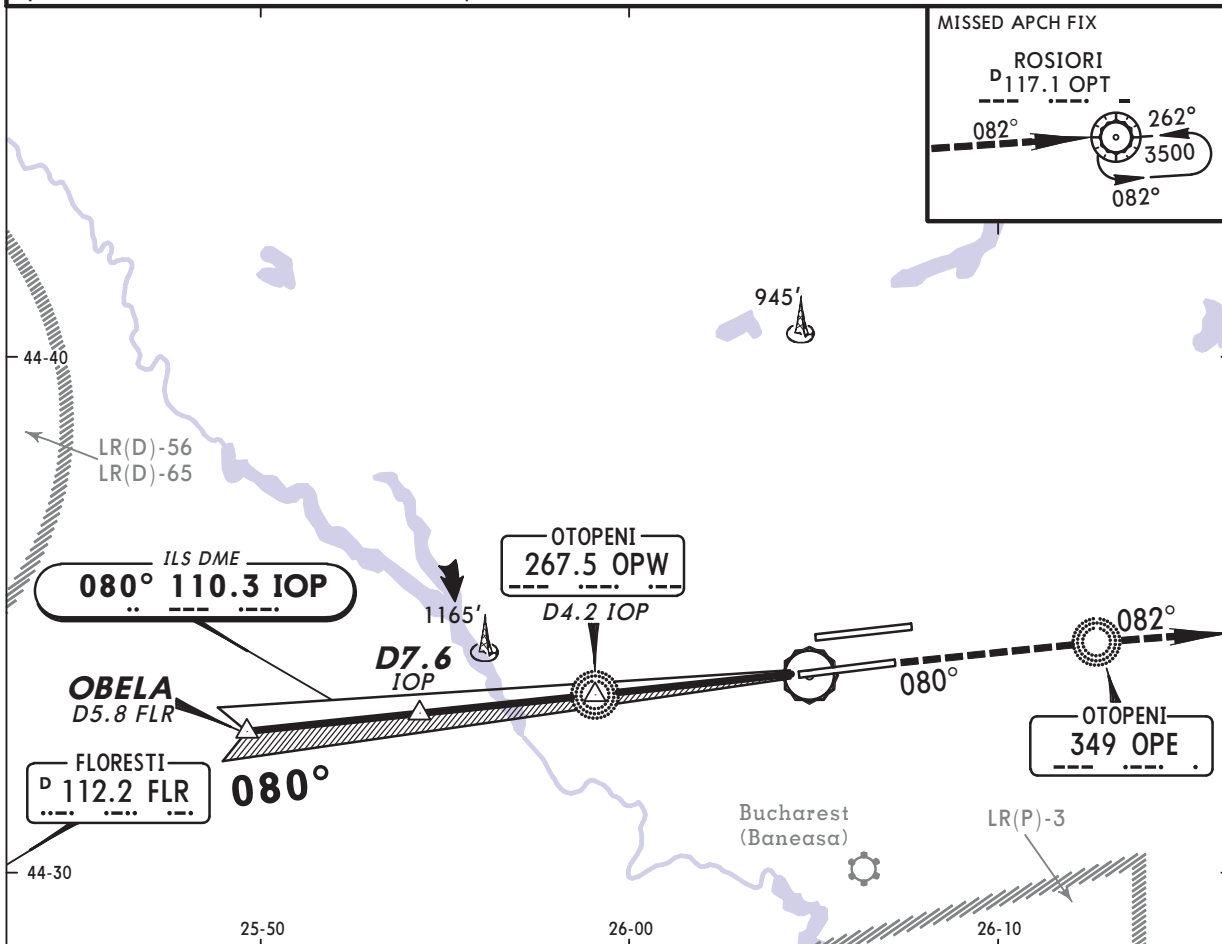 MISSED APCH FIX
ROSIORI
D 117.1 OPT
082°
262°
3500
082°
945'
44-40
LR(D)-56
LR(D)-65
ILS DME
080° 110.3 IOP
OTOPENI
267.5 OPW
D4.2 IOP
1165'
D7.6
IOP
OBELA
D5.8 FLR
082°
080°
OTOPENI
349 OPE
FLORESTI
D 112.2 FLR
080°
Bucharest
(Baneasa)
LR(P)-3
44-30
25-50
26-00
26-10